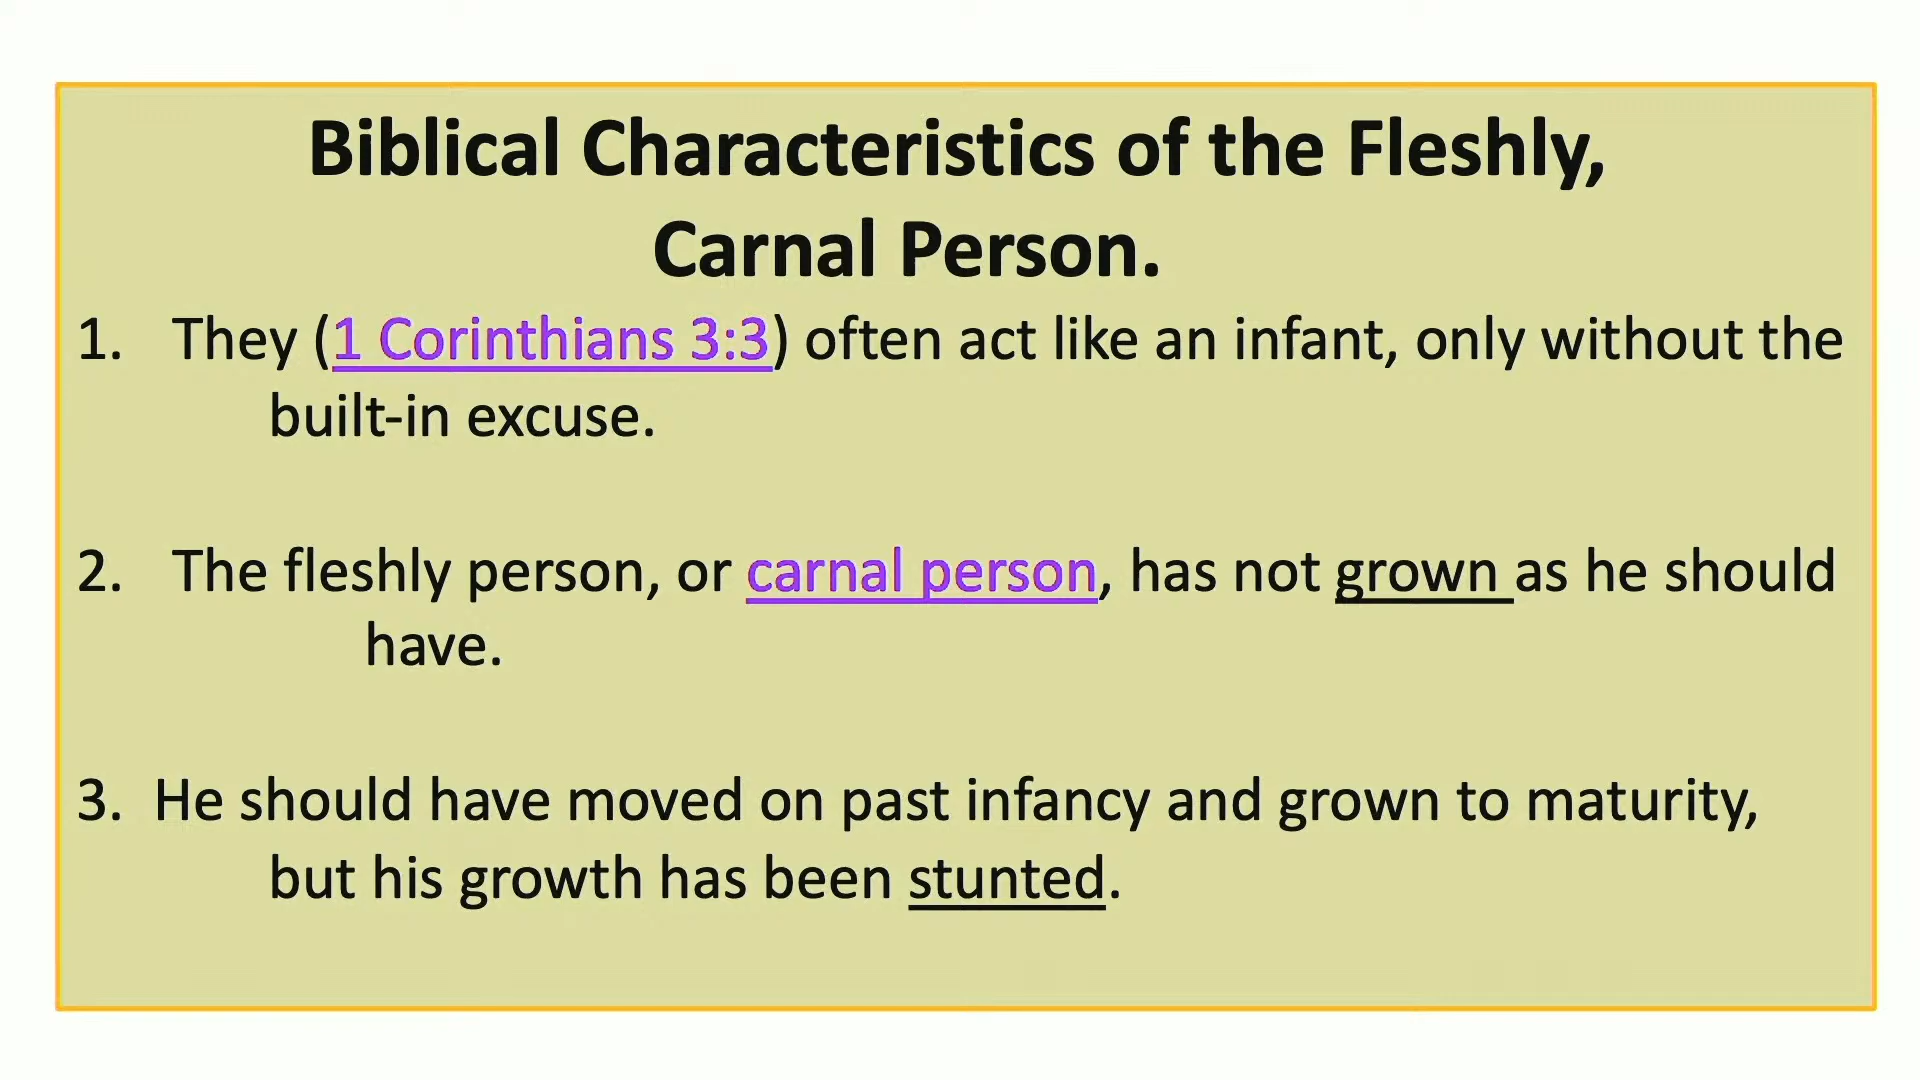 Biblical Characteristics of the Fleshly,
Carnal Person.
1. They (1 Corinthians 3:3) often act like an infant, only without the
built-in excuse.
2. The fleshly person, or carnal person, has not grown as he should
have.
3. He should have moved on past infancy and grown to maturity,
but his growth has been stunted.